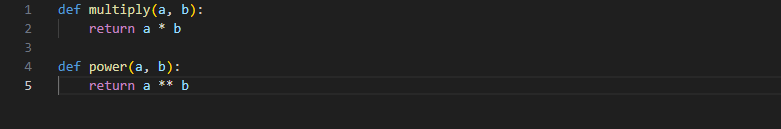 1 def multiply(a, b):
2     return a * b
3
4 def power(a, b):
5     return a ** b